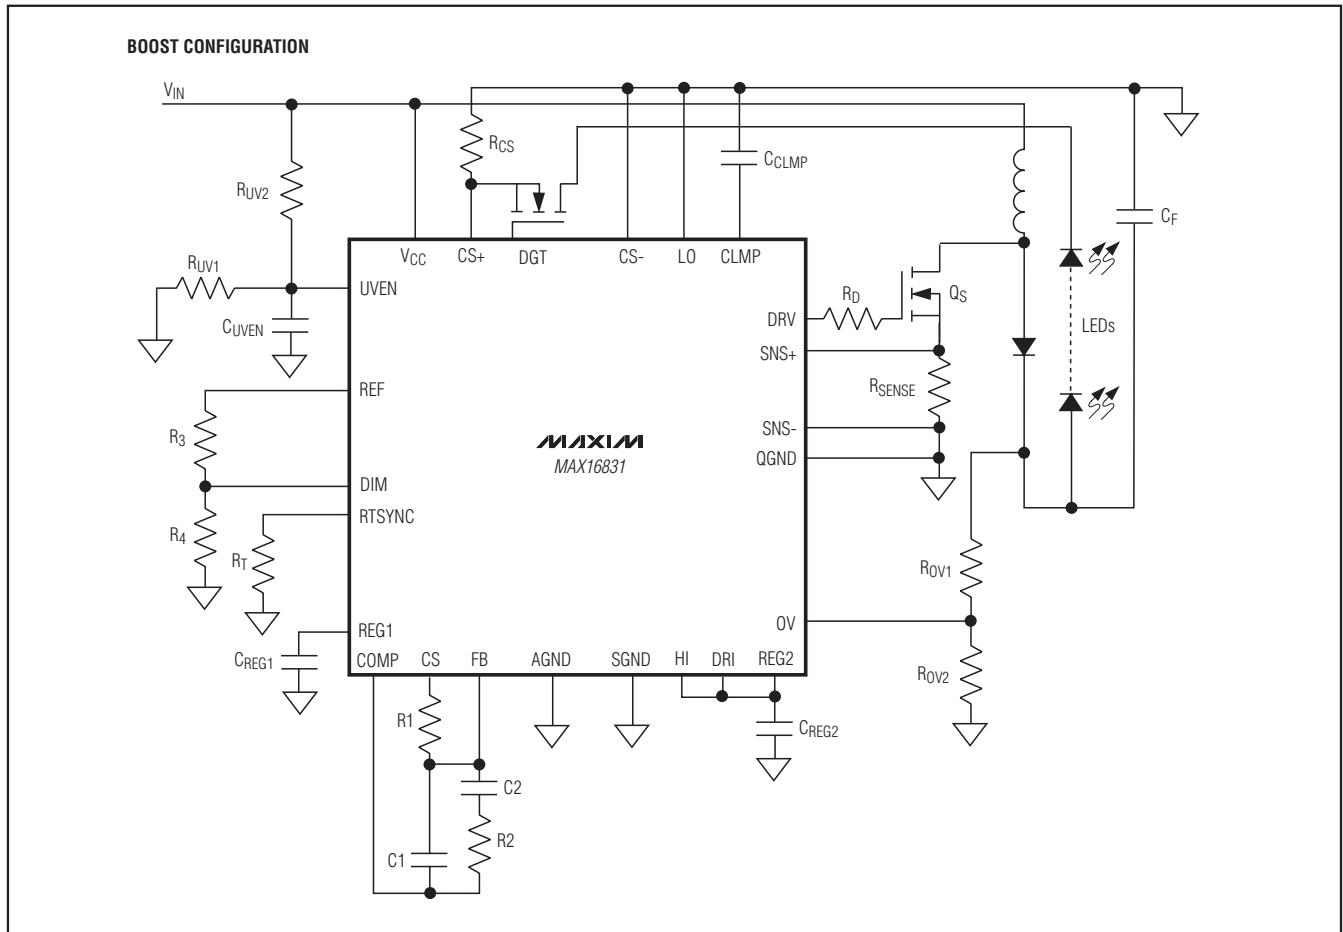 BOOST CONFIGURATION
VIN
RCS
CCLMP
RUV2
CF
VCC CS+ DGT CS- LO CLMP
RUV1
UVEN
RD
QS
CUVEN
DRV
LEDs
SNS+
REF
RSENSE
R3
SNS-
MAXIM
QGND
MAX16831
DIM
RTSYNC
R4
RT
ROV1
OV
REG1
CREG1
COMP CS FB AGND SGND HI DRI REG2
ROV2
R1
CREG2
C2
R2
C1